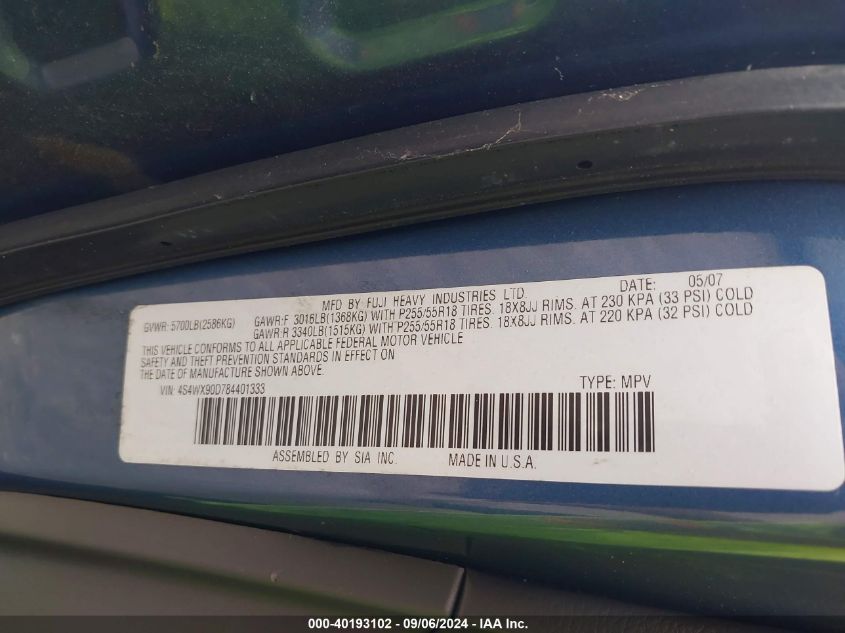 MFD BY FUJI HEAVY INDUSTRIES LTD. DATE: 05/07
GVWR: 5700LB(2586KG) GAWR:F 3016LB(1368KG) WITH P255/55R18 TIRES. 18X8JJ RIMS. AT 230 KPA (33 PSI) COLD
GAWR:R 3340LB(1515KG) WITH P255/55R18 TIRES. 18X8JJ RIMS. AT 220 KPA (32 PSI) COLD
THIS VEHICLE CONFORMS TO ALL APPLICABLE FEDERAL MOTOR VEHICLE
SAFETY AND THEFT PREVENTION STANDARDS IN EFFECT ON
THE DATE OF MANUFACTURE SHOWN ABOVE.
VIN: 4S4WX90D784401333 TYPE: MPV
ASSEMBLED BY SIA INC. MADE IN U.S.A.
000-40193102 - 09/06/2024 - IAA Inc.